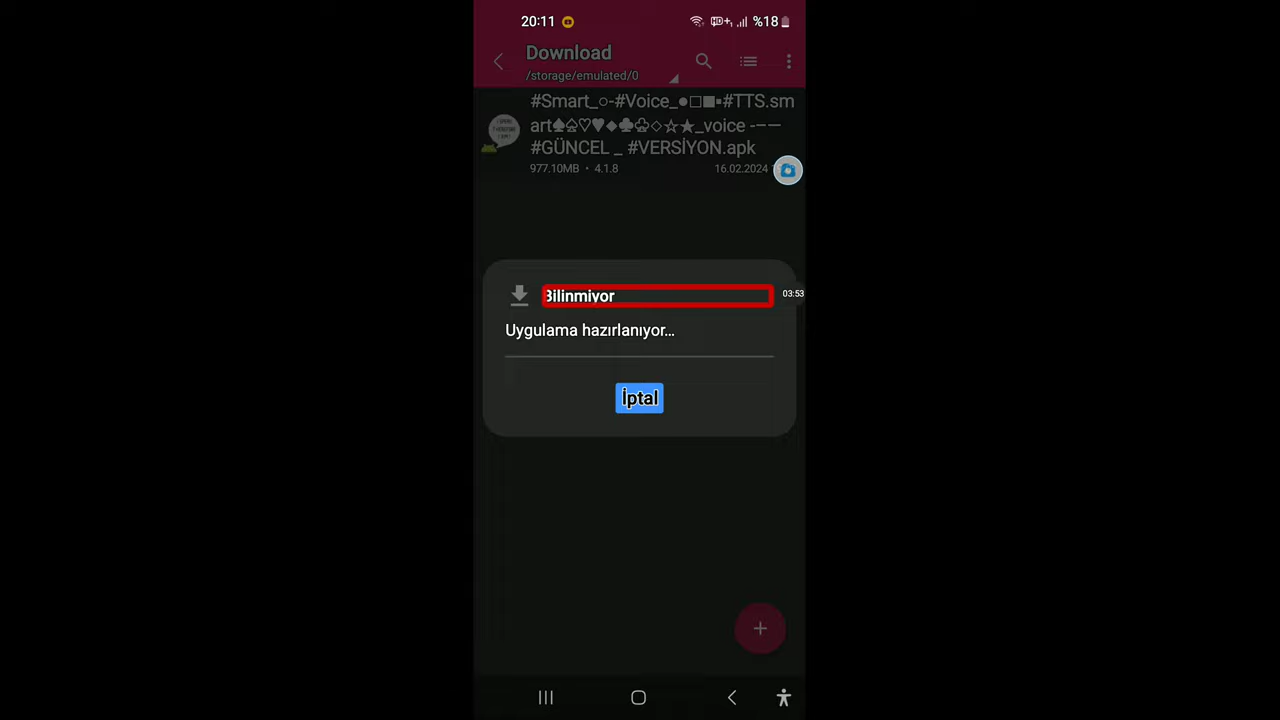 20:11
%18
Download
/storage/emulated/0
#Smart_○-#Voice_●□■▪#TTS.sm
art♠♤♡♥◆♣♧◇☆★_voice -——
#GÜNCEL _ #VERSİYON.apk
977.10MB • 4.1.8
16.02.2024
Bilinmiyor
03:53
Uygulama hazırlanıyor...
İptal